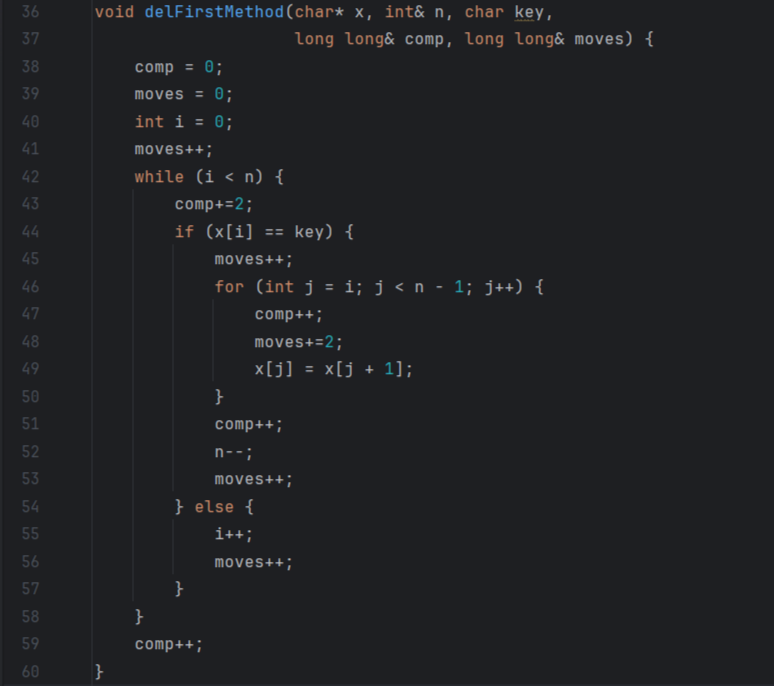 36 void delFirstMethod(char* x, int& n, char key,
37 long long& comp, long long& moves) {
38 comp = 0;
39 moves = 0;
40 int i = 0;
41 moves++;
42 while (i < n) {
43 comp+=2;
44 if (x[i] == key) {
45 moves++;
46 for (int j = i; j < n - 1; j++) {
47 comp++;
48 moves+=2;
49 x[j] = x[j + 1];
50 }
51 comp++;
52 n--;
53 moves++;
54 } else {
55 i++;
56 moves++;
57 }
58 }
59 comp++;
60 }